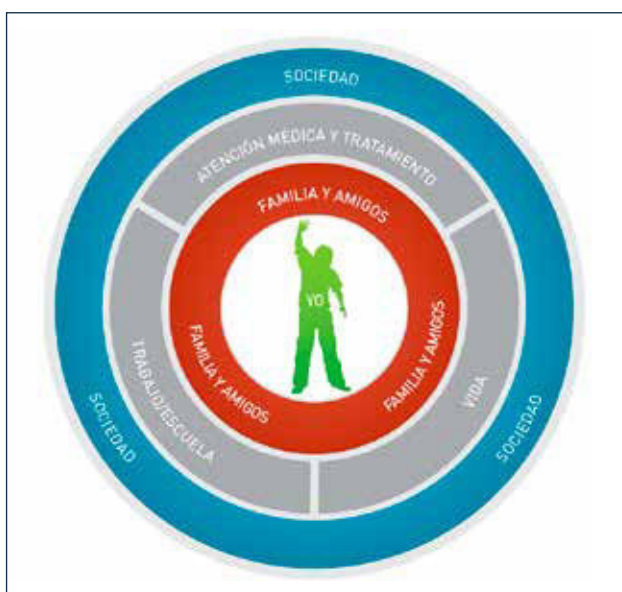 SOCIEDAD
ATENCIÓN MÉDICA Y TRATAMIENTO
FAMILIA Y AMIGOS
YO
FAMILIA Y AMIGOS
FAMILIA Y AMIGOS
TRABAJO/ESCUELA
VIDA
SOCIEDAD
SOCIEDAD